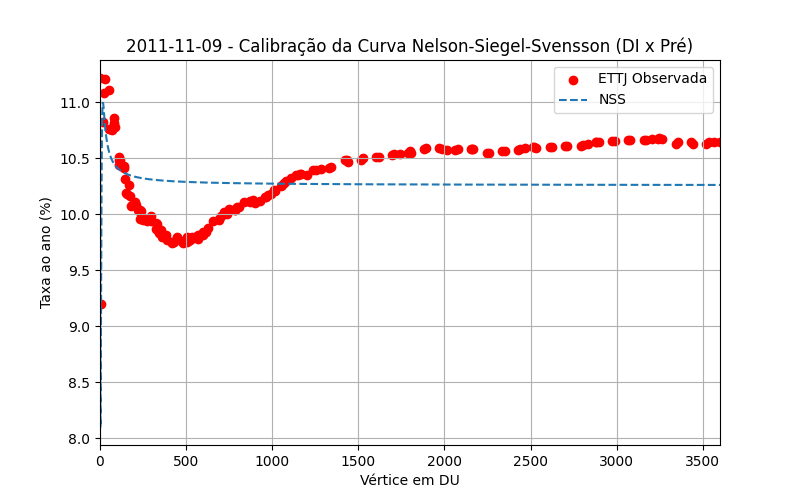 2011-11-09 - Calibração da Curva Nelson-Siegel-Svensson (DI x Pré)
ETTJ Observada
NSS
Taxa ao ano (%)
11.0
10.5
10.0
9.5
9.0
8.5
8.0
0 500 1000 1500 2000 2500 3000 3500
Vértice em DU